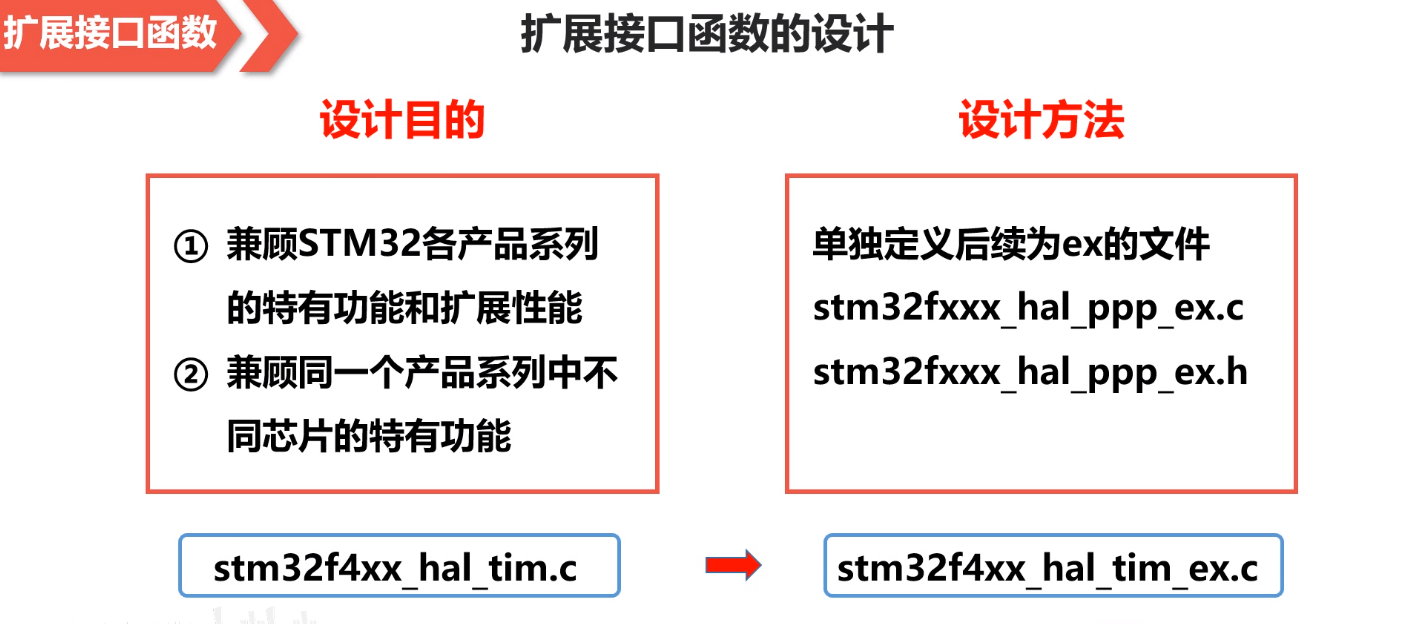 扩展接口函数
扩展接口函数的设计
设计目的
① 兼顾STM32各产品系列
的特有功能和扩展性能
② 兼顾同一个产品系列中不
同芯片的特有功能
设计方法
单独定义后续为ex的文件
stm32fxxx_hal_ppp_ex.c
stm32fxxx_hal_ppp_ex.h
stm32f4xx_hal_tim.c
stm32f4xx_hal_tim_ex.c